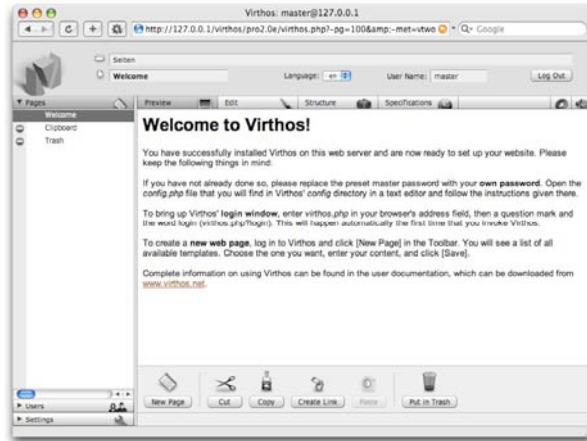 Virthos: master@127.0.0.1
http://127.0.0.1/virthos/pro2.0e/virthos.php?-pg=100&amp;-met=vtwo
Google
Seiten
Welcome
Language: en
User Name: master
Log Out
Pages
Preview
Edit
Structure
Specifications
Welcome
Clipboard
Trash
Welcome to Virthos!
You have successfully installed Virthos on this web server and are now ready to set up your website. Please
keep the following things in mind:
If you have not already done so, please replace the preset master password with your own password. Open the
config.php file that you will find in Virthos' config directory in a text editor and follow the instructions given there.
To bring up Virthos' login window, enter virthos.php in your browser's address field, then a question mark and
the word login (virthos.php?login). This will happen automatically the first time that you invoke Virthos.
To create a new web page, log in to Virthos and click [New Page] in the Toolbar. You will see a list of all
available templates. Choose the one you want, enter your content, and click [Save].
Complete information on using Virthos can be found in the user documentation, which can be downloaded from
www.virthos.net.
New Page
Cut
Copy
Create Link
Paste
Put in Trash
Users
Settings